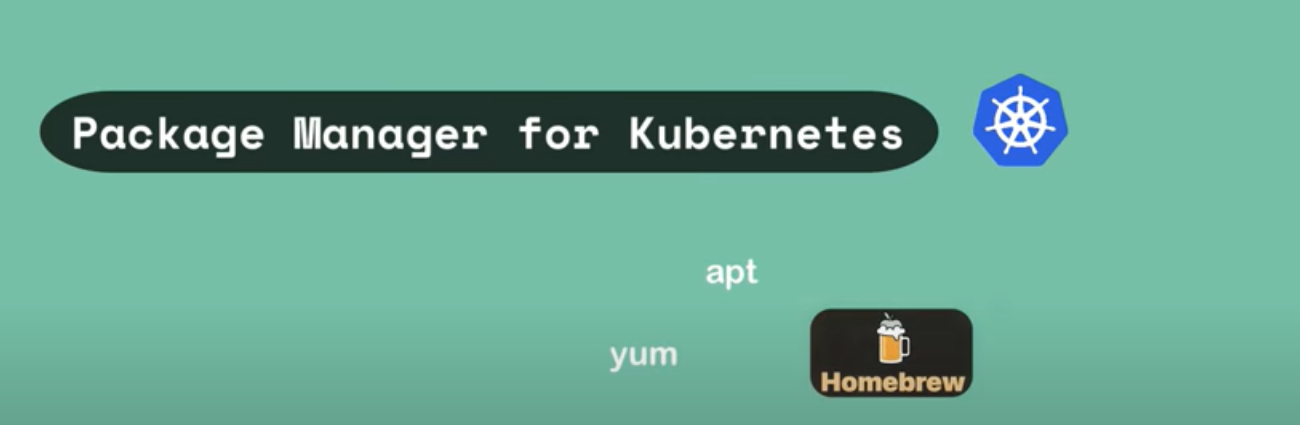 Package Manager for Kubernetes
apt
yum
Homebrew